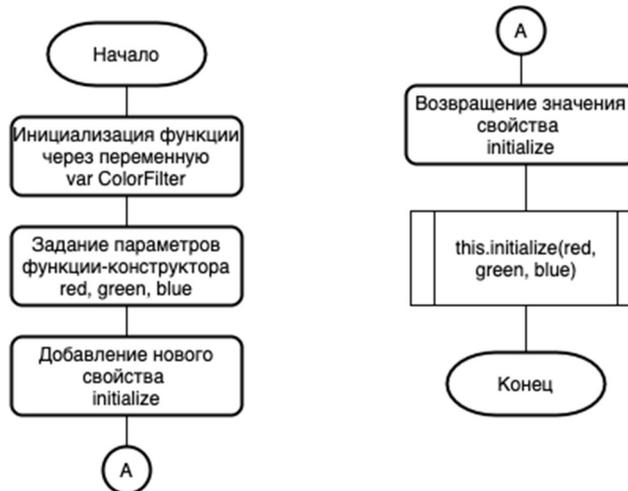 Начало
Инициализация функции
через переменную
var ColorFilter
Задание параметров
функции-конструктора
red, green, blue
Добавление нового
свойства
initialize
A
A
Возвращение значения
свойства
initialize
this.initialize(red,
green, blue)
Конец